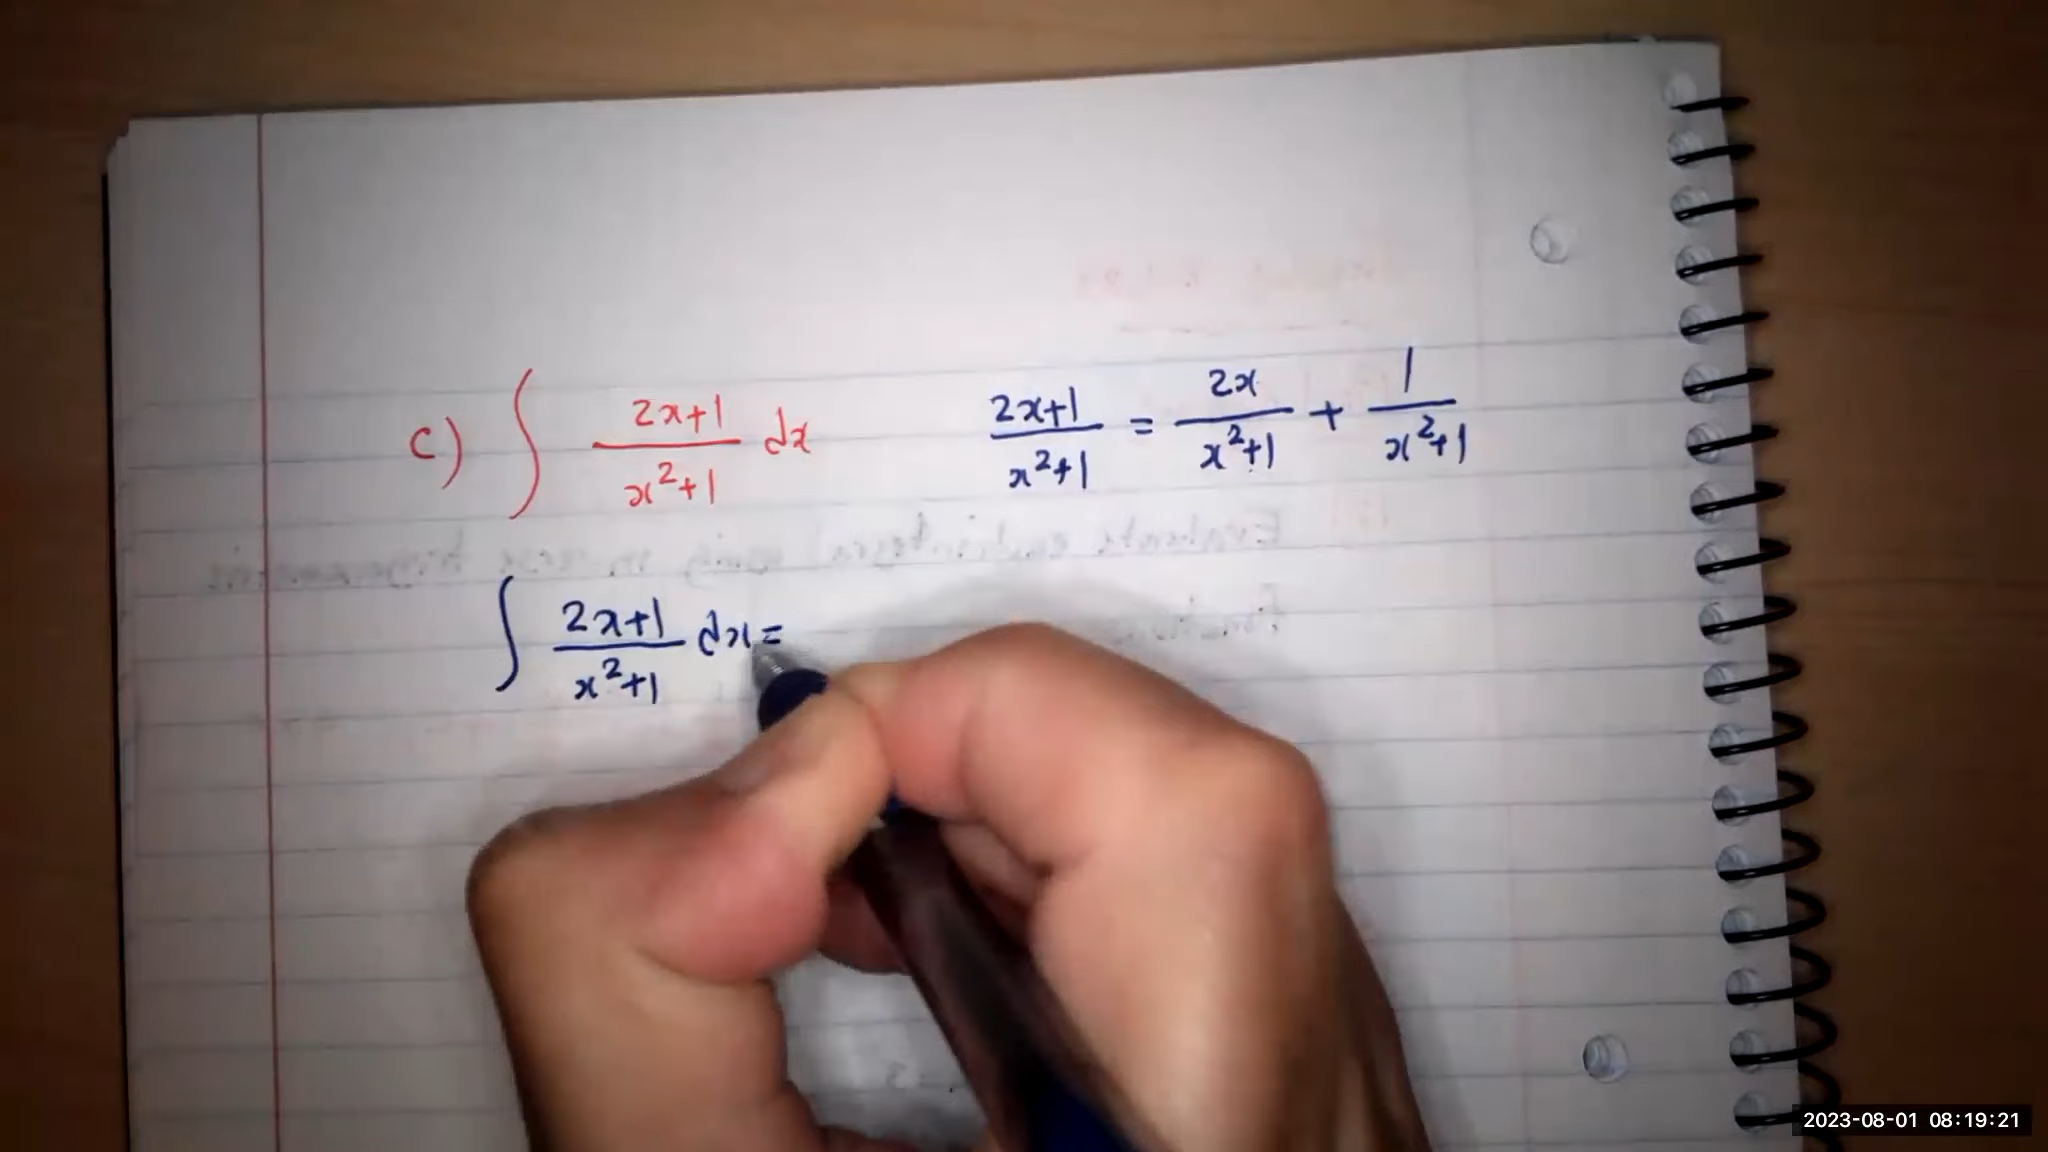 c) ∫ (2x+1)/(x²+1) dx
(2x+1)/(x²+1) = 2x/(x²+1) + 1/(x²+1)
∫ (2x+1)/(x²+1) dx =
2023-08-01 08:19:21